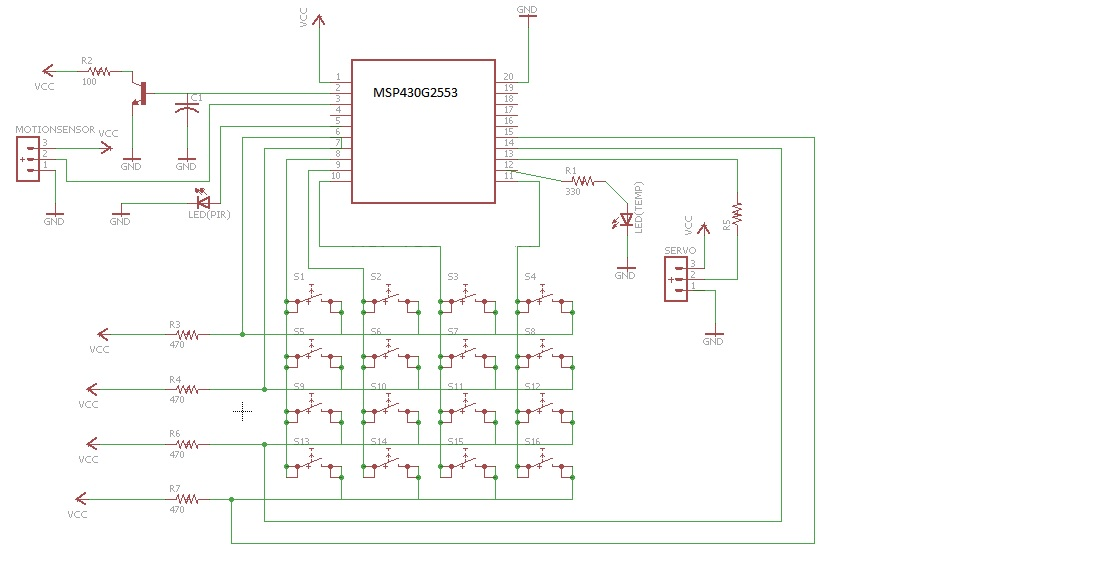 VCC
GND
R2
100
VCC
C1
MOTIONSENSOR
VCC
3
2
1
+
GND
GND
GND
GND
LED(PIR)
MSP430G2553
1
2
3
4
5
6
7
8
9
10
20
19
18
17
16
15
14
13
12
11
R1
330
LED(TEMP)
GND
R5
VCC
SERVO
3
2
1
+
GND
S1
S2
S3
S4
R3
470
VCC
S5
S6
S7
S8
R4
470
VCC
S9
S10
S11
S12
R6
470
VCC
S13
S14
S15
S16
R7
470
VCC